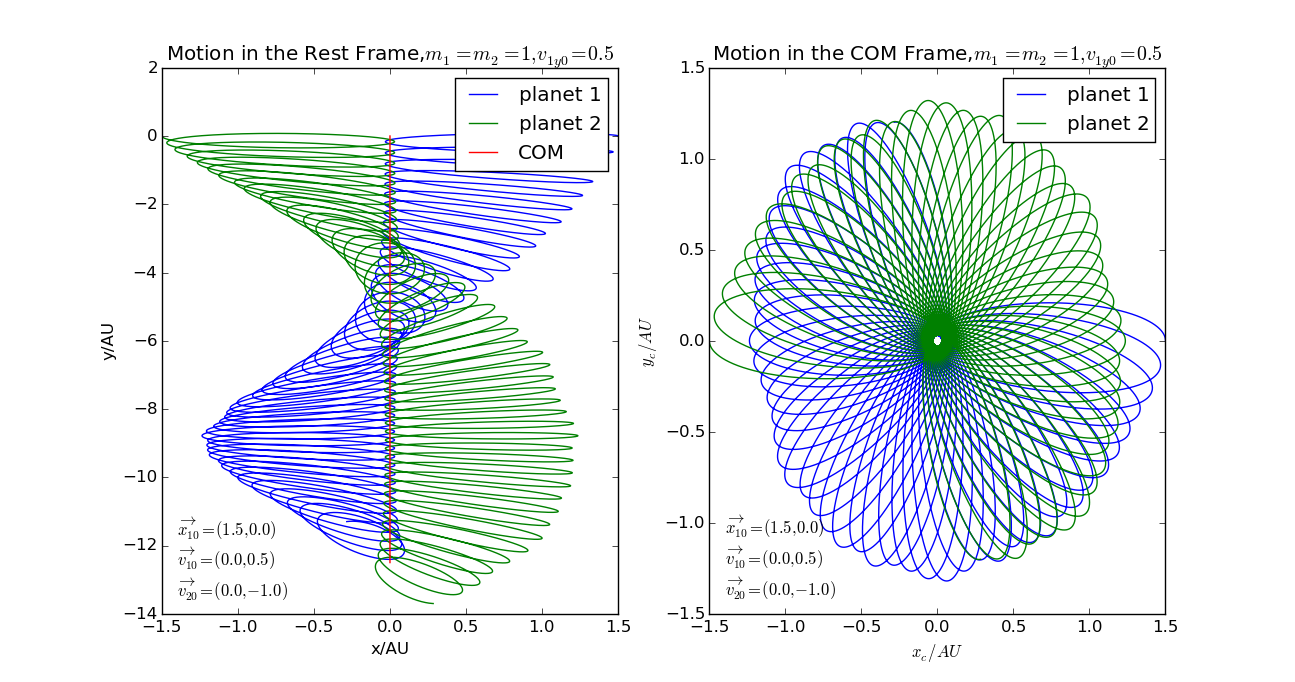 Motion in the Rest Frame,m₁ =m₂ =1,v₁y₀ =0.5
planet 1
planet 2
COM
2
0
−2
−4
−6
−8
−10
−12
−14
y/AU
x⃗₁₀ =(1.5,0.0)
v⃗₁₀ =(0.0,0.5)
v⃗₂₀ =(0.0,−1.0)
−1.5 −1.0 −0.5 0.0 0.5 1.0 1.5
x/AU
Motion in the COM Frame,m₁ =m₂ =1,v₁y₀ =0.5
planet 1
planet 2
1.5
1.0
0.5
0.0
−0.5
−1.0
−1.5
y_c/AU
x⃗₁₀ =(1.5,0.0)
v⃗₁₀ =(0.0,0.5)
v⃗₂₀ =(0.0,−1.0)
−1.5 −1.0 −0.5 0.0 0.5 1.0 1.5
x_c/AU